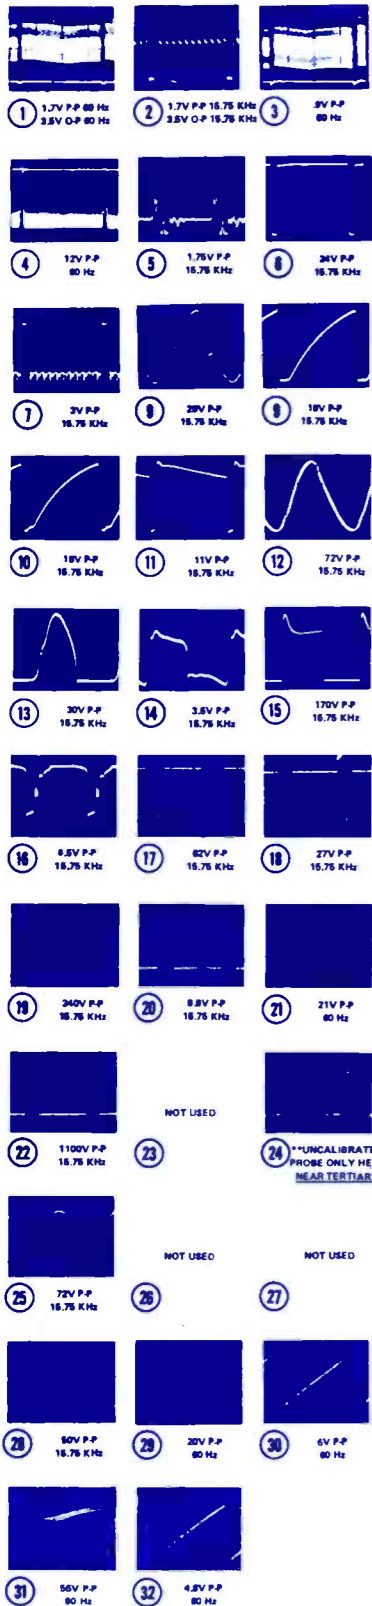 1 1.7V P-P 60 Hz
3.5V O-P 60 Hz
2 1.7V P-P 15.75 KHz
3.5V O-P 15.75 KHz
3 .9V P-P
60 Hz
4 12V P-P
60 Hz
5 1.75V P-P
15.75 KHz
6 24V P-P
15.75 KHz
7 3V P-P
15.75 KHz
8 25V P-P
15.75 KHz
9 18V P-P
15.75 KHz
10 18V P-P
15.75 KHz
11 11V P-P
15.75 KHz
12 72V P-P
15.75 KHz
13 30V P-P
15.75 KHz
14 3.5V P-P
15.75 KHz
15 170V P-P
15.75 KHz
16 6.5V P-P
15.75 KHz
17 62V P-P
15.75 KHz
18 27V P-P
15.75 KHz
19 240V P-P
15.75 KHz
20 P-P
15.75 KHz
21 21V P-P
60 Hz
22 1100V P-P
15.75 KHz
23 NOT USED
24 **UNCALIBRATE
PROBE ONLY HE
NEAR TERTIAR
25 72V P-P
15.75 KHz
26 NOT USED
27 NOT USED
28 50V P-P
15.75 KHz
29 20V P-P
60 Hz
30 6V P-P
60 Hz
31 56V P-P
60 Hz
32 4.8V P-P
60 Hz